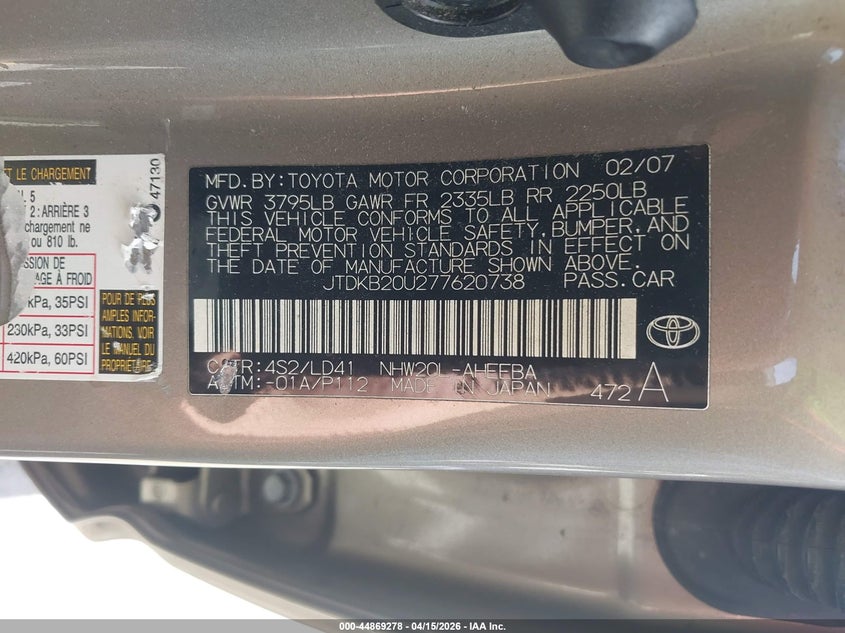 ET LE CHARGEMENT
5
2 : ARRIÈRE 3
chargement ne
ou 810 lb.
47130
SSION DE
AGE À FROID
kPa, 35PSI
230kPa, 33PSI
420kPa, 60PSI
POUR DE PLUS
AMPLES INFOR-
MATIONS, VOIR
LE MANUEL DU
PROPRIÉTAIRE
MFD. BY: TOYOTA MOTOR CORPORATION 02/07
GVWR 3795LB GAWR FR 2335LB RR 2250LB
THIS VEHICLE CONFORMS TO ALL APPLICABLE
FEDERAL MOTOR VEHICLE SAFETY, BUMPER, AND
THEFT PREVENTION STANDARDS IN EFFECT ON
THE DATE OF MANUFACTURE SHOWN ABOVE.
JTDKB20U277620738 PASS. CAR
C/TR: 4S2/LD41 NHW20L-AHEEBA
A/TM: -01A/P112 MADE IN JAPAN
472 A
000-44869278 - 04/15/2026 - IAA Inc.